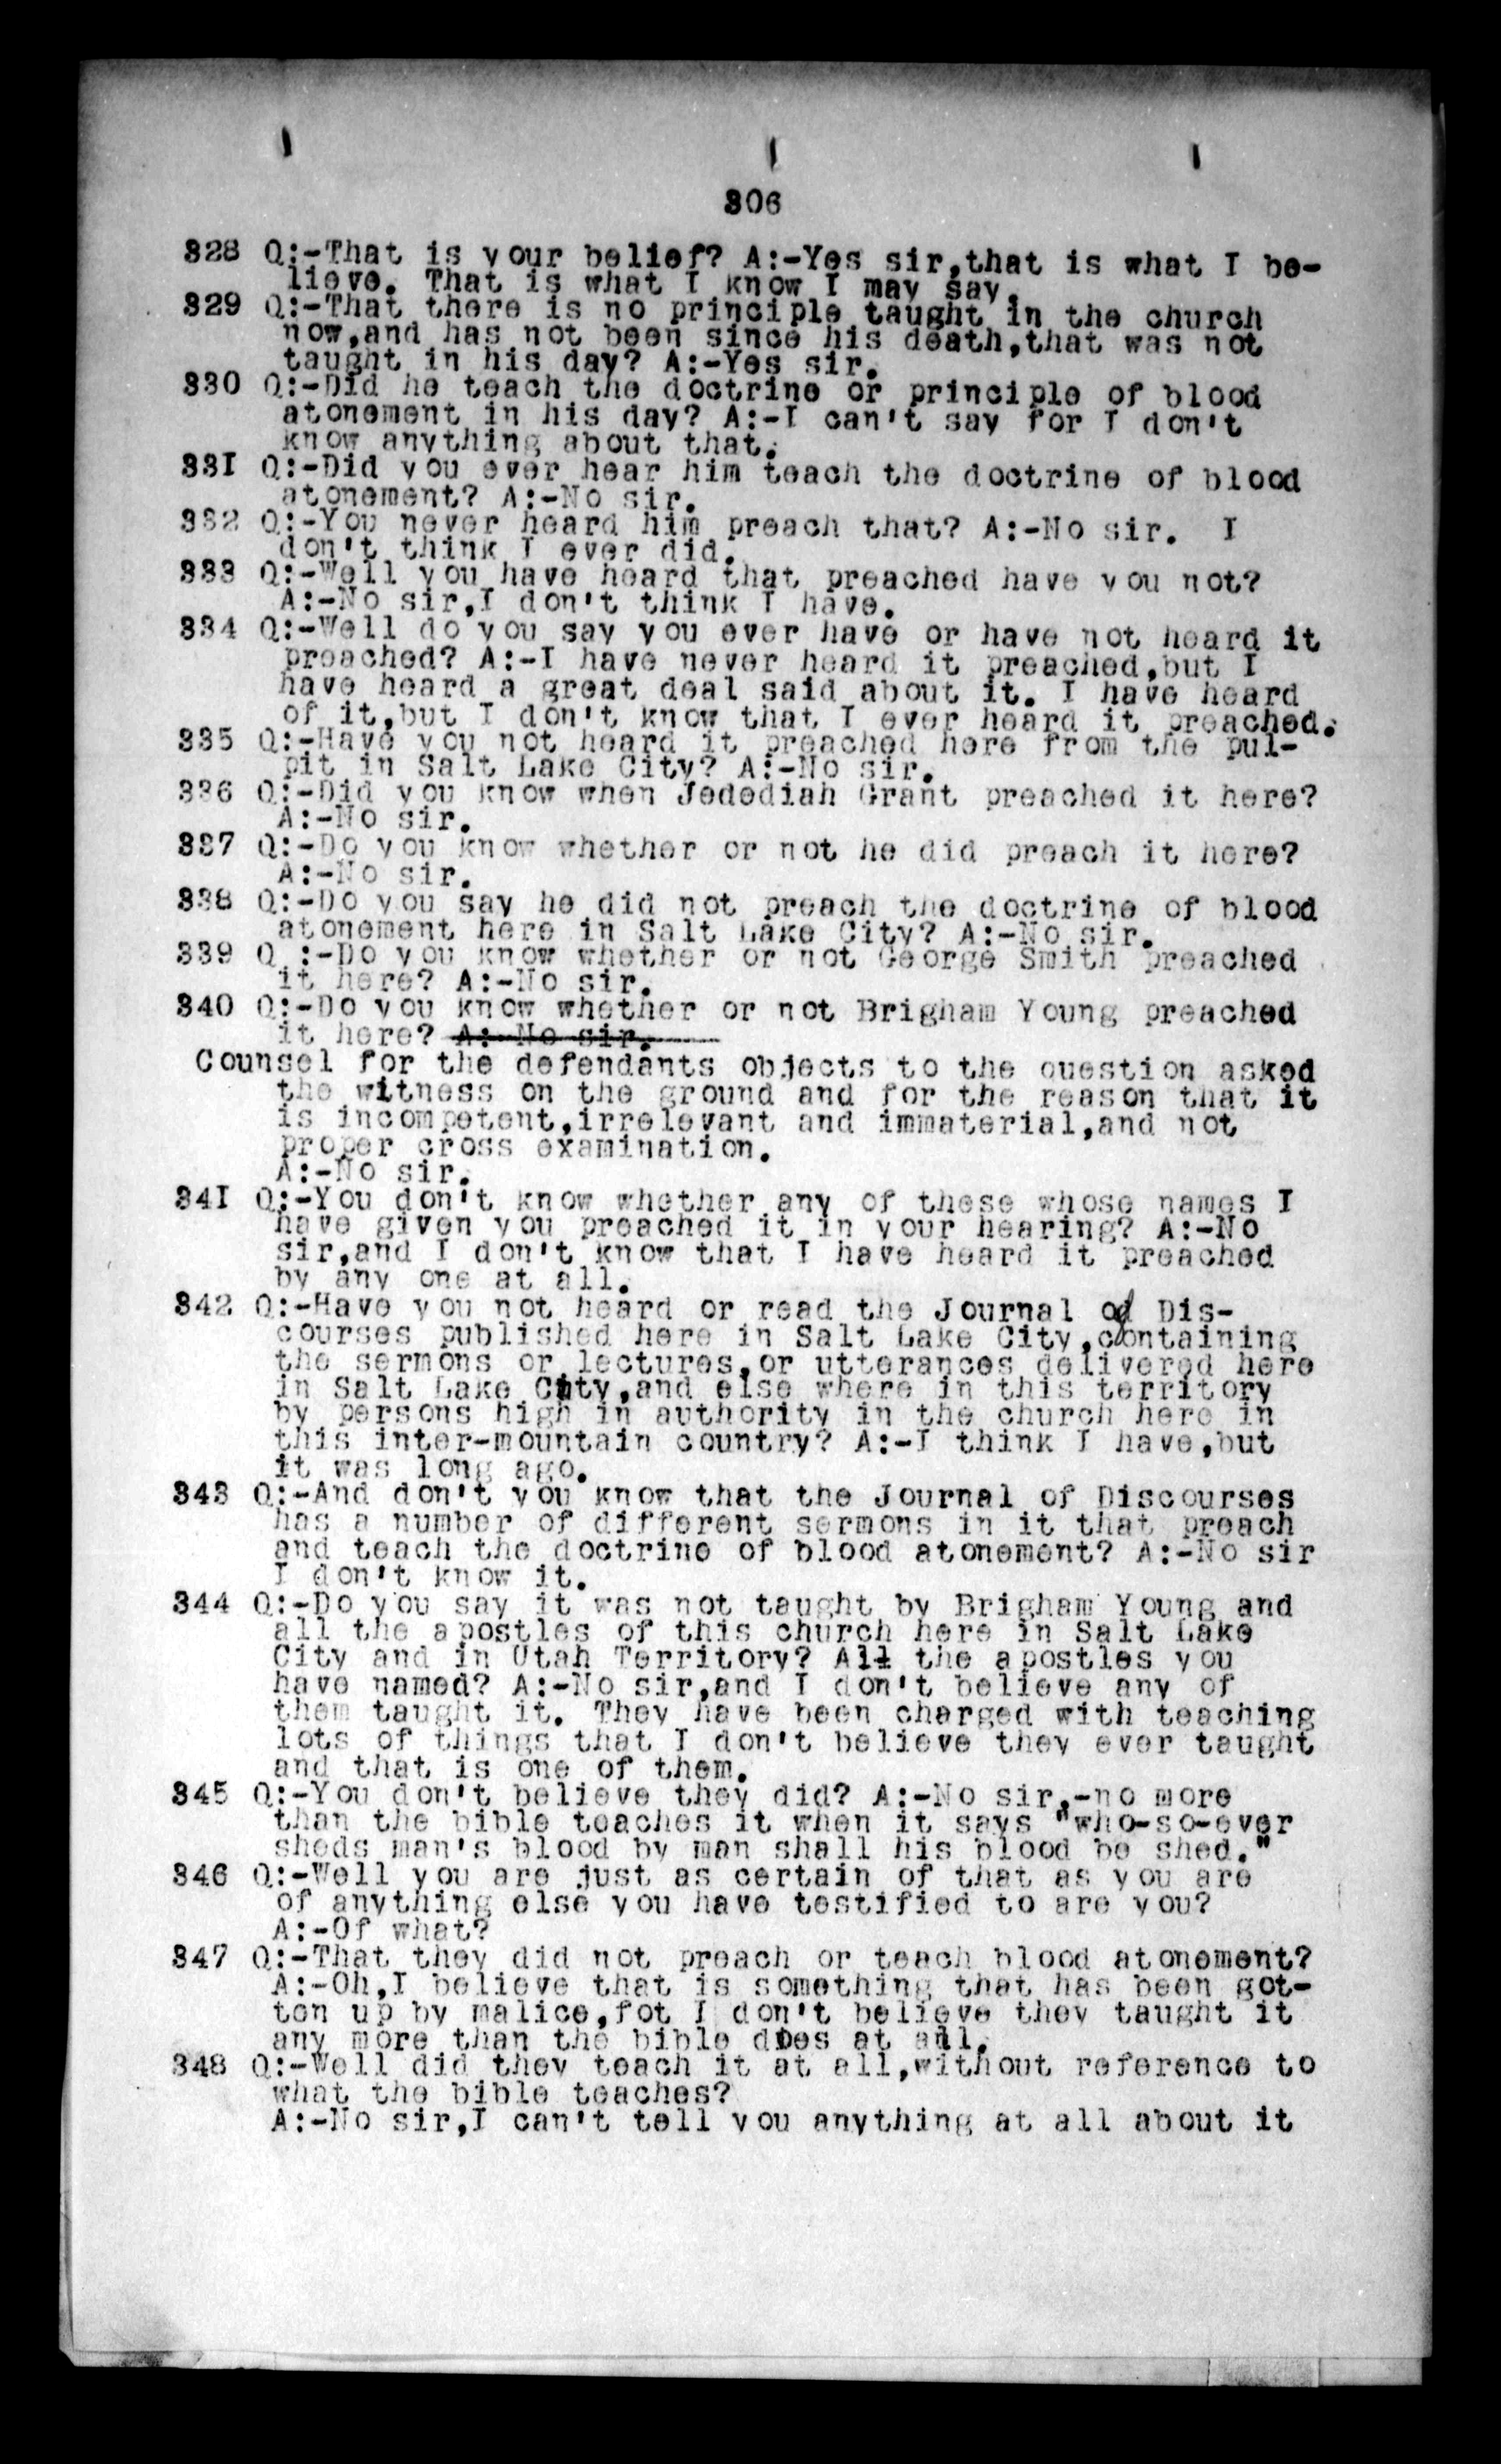 306
328 Q:-That is your belief? A:-Yes sir,that is what I be-
lieve. That is what I know I may say.
329 Q:-That there is no principle taught in the church
now,and has not been since his death,that was not
taught in his day? A:-Yes sir.
330 Q:-Did he teach the doctrine or principle of blood
atonement in his day? A:-I can't say for I don't
know anything about that.
331 Q:-Did you ever hear him teach the doctrine of blood
atonement? A:-No sir.
332 Q:-You never heard him preach that? A:-No sir. I
don't think I ever did.
333 Q:-Well you have heard that preached have you not?
A:-No sir,I don't think I have.
334 Q:-Well do you say you ever have or have not heard it
preached? A:-I have never heard it preached,but I
have heard a great deal said about it. I have heard
of it,but I don't know that I ever heard it preached.
335 Q:-Have you not heard it preached here from the pul-
pit in Salt Lake City? A:-No sir.
336 Q:-Did you know when Jedediah Grant preached it here?
A:-No sir.
337 Q:-Do you know whether or not he did preach it here?
A:-No sir.
338 Q:-Do you say he did not preach the doctrine of blood
atonement here in Salt Lake City? A:-No sir.
339 Q :-Do you know whether or not George Smith preached
it here? A:-No sir.
340 Q:-Do you know whether or not Brigham Young preached
it here? A:-No sir.
Counsel for the defendants objects to the question asked
the witness on the ground and for the reason that it
is incompetent,irrelevant and immaterial,and not
proper cross examination.
A:-No sir.
341 Q:-You don't know whether any of these whose names I
have given you preached it in your hearing? A:-No
sir,and I don't know that I have heard it preached
by any one at all.
342 Q:-Have you not heard or read the Journal of Dis-
courses published here in Salt Lake City,containing
the sermons or lectures,or utterances delivered here
in Salt Lake City,and else where in this territory
by persons high in authority in the church here in
this inter-mountain country? A:-I think I have,but
it was long ago.
343 Q:-And don't you know that the Journal of Discourses
has a number of different sermons in it that preach
and teach the doctrine of blood atonement? A:-No sir
I don't know it.
344 Q:-Do you say it was not taught by Brigham Young and
all the apostles of this church here in Salt Lake
City and in Utah Territory? All the apostles you
have named? A:-No sir,and I don't believe any of
them taught it. They have been charged with teaching
lots of things that I don't believe they ever taught
and that is one of them.
345 Q:-You don't believe they did? A:-No sir,-no more
than the bible teaches it when it says "who-so-ever
sheds man's blood by man shall his blood be shed."
346 Q:-Well you are just as certain of that as you are
of anything else you have testified to are you?
A:-Of what?
347 Q:-That they did not preach or teach blood atonement?
A:-Oh,I believe that is something that has been got-
ten up by malice,fot I don't believe they taught it
any more than the bible does at all.
348 Q:-Well did they teach it at all,without reference to
what the bible teaches?
A:-No sir,I can't tell you anything at all about it